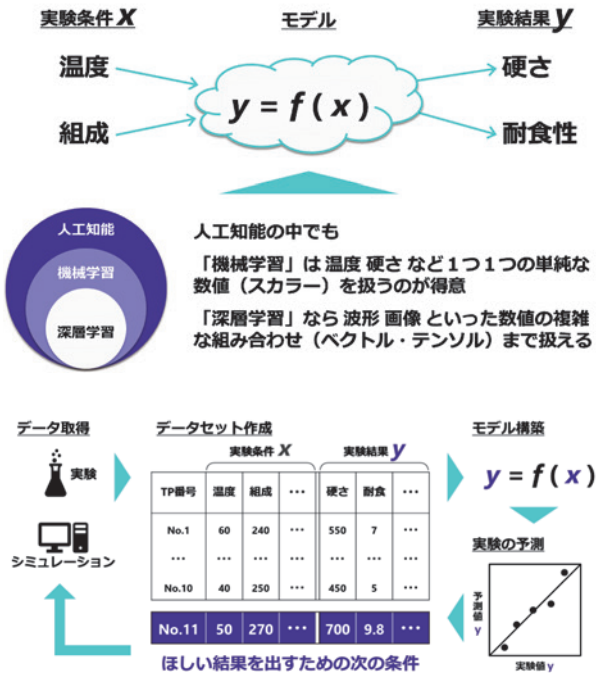 実験条件 x
モデル
実験結果 y
温度
組成
y = f ( x )
硬さ
耐食性
人工知能
機械学習
深層学習
人工知能の中でも
「機械学習」は 温度 硬さ など１つ１つの単純な
数値（スカラー）を扱うのが得意
「深層学習」なら 波形 画像 といった数値の複雑
な組み合わせ（ベクトル・テンソル）まで扱える
データ取得
実験
シミュレーション
データセット作成
実験条件 x 実験結果 y
TP番号 温度 組成 ･･･ 硬さ 耐食 ･･･
No.1 60 240 ･･･ 550 7 ･･･
･･･ ･･･ ･･･ ･･･ ･･･
No.10 40 250 ･･･ 450 5 ･･･
No.11 50 270 ･･･ 700 9.8 ･･･
ほしい結果を出すための次の条件
モデル構築
y = f ( x )
実験の予測
予測値 y
実験値 y